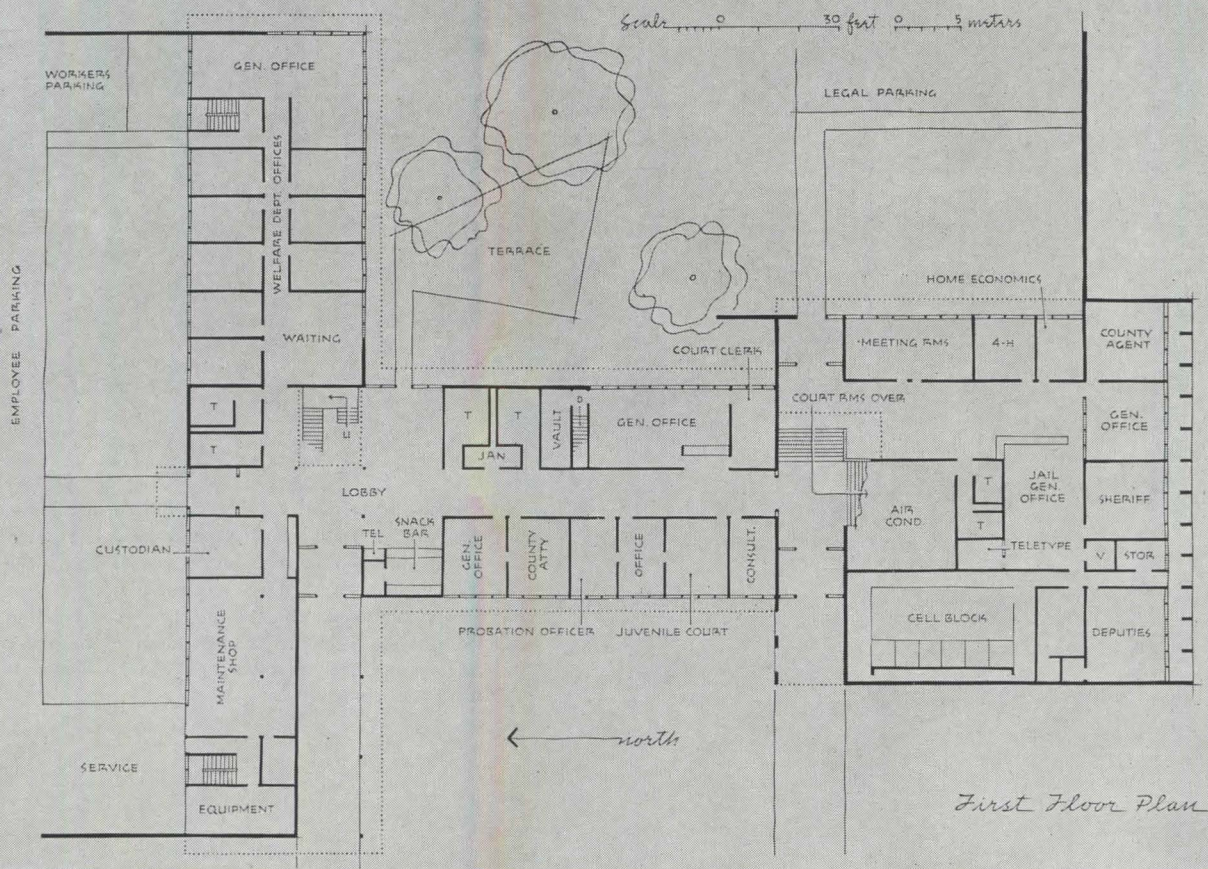 Scale 0 30 feet 0 5 meters
WORKERS
PARKING
GEN. OFFICE
LEGAL PARKING
WELFARE DEPT. OFFICES
EMPLOYEE PARKING
TERRACE
HOME ECONOMICS
WAITING
COURT CLERK
MEETING RMS
4-H
COUNTY
AGENT
COURT RMS OVER
T
T
U
T
T
JAN
VAULT
D
GEN. OFFICE
GEN.
OFFICE
LOBBY
AIR
COND.
T
T
JAIL
GEN.
OFFICE
SHERIFF
CUSTODIAN
TEL
SNACK
BAR
GEN.
OFFICE
COUNTY
ATTY
OFFICE
CONSULT.
TELETYPE
V
STOR
PROBATION OFFICER
JUVENILE COURT
CELL BLOCK
DEPUTIES
MAINTENANCE
SHOP
north
SERVICE
EQUIPMENT
First Floor Plan